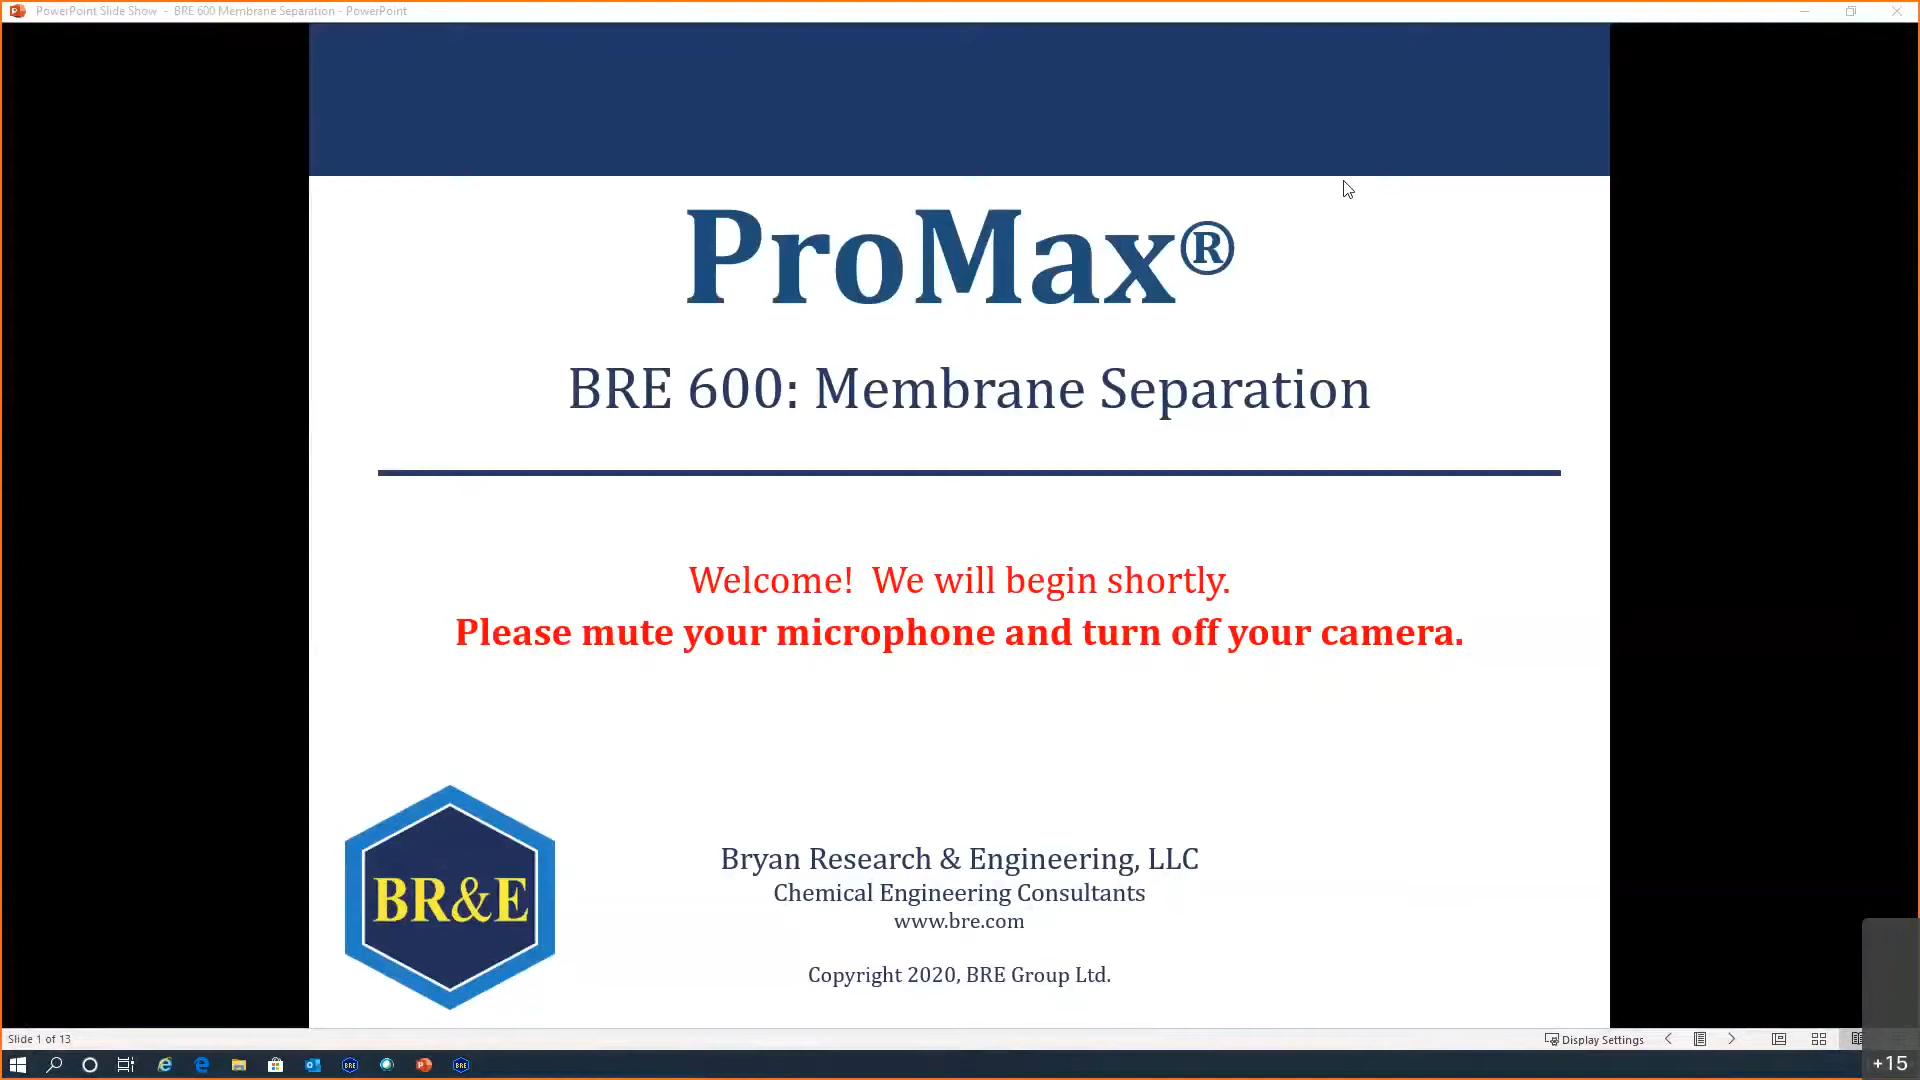 PowerPoint Slide Show - BRE 600 Membrane Separation - PowerPoint
ProMax®
BRE 600: Membrane Separation
Welcome! We will begin shortly.
Please mute your microphone and turn off your camera.
BR&E
Bryan Research & Engineering, LLC
Chemical Engineering Consultants
www.bre.com
Copyright 2020, BRE Group Ltd.
Slide 1 of 13
Display Settings
BRE
BRE
+15